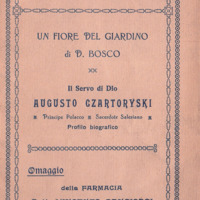 UN FIORE DEL GIARDINO
di D. BOSCO
Il Servo di Dio
AUGUSTO CZARTORYSKI
Principe Polacco Sacerdote Salesiano
Profilo biografico
Omaggio
della FARMACIA